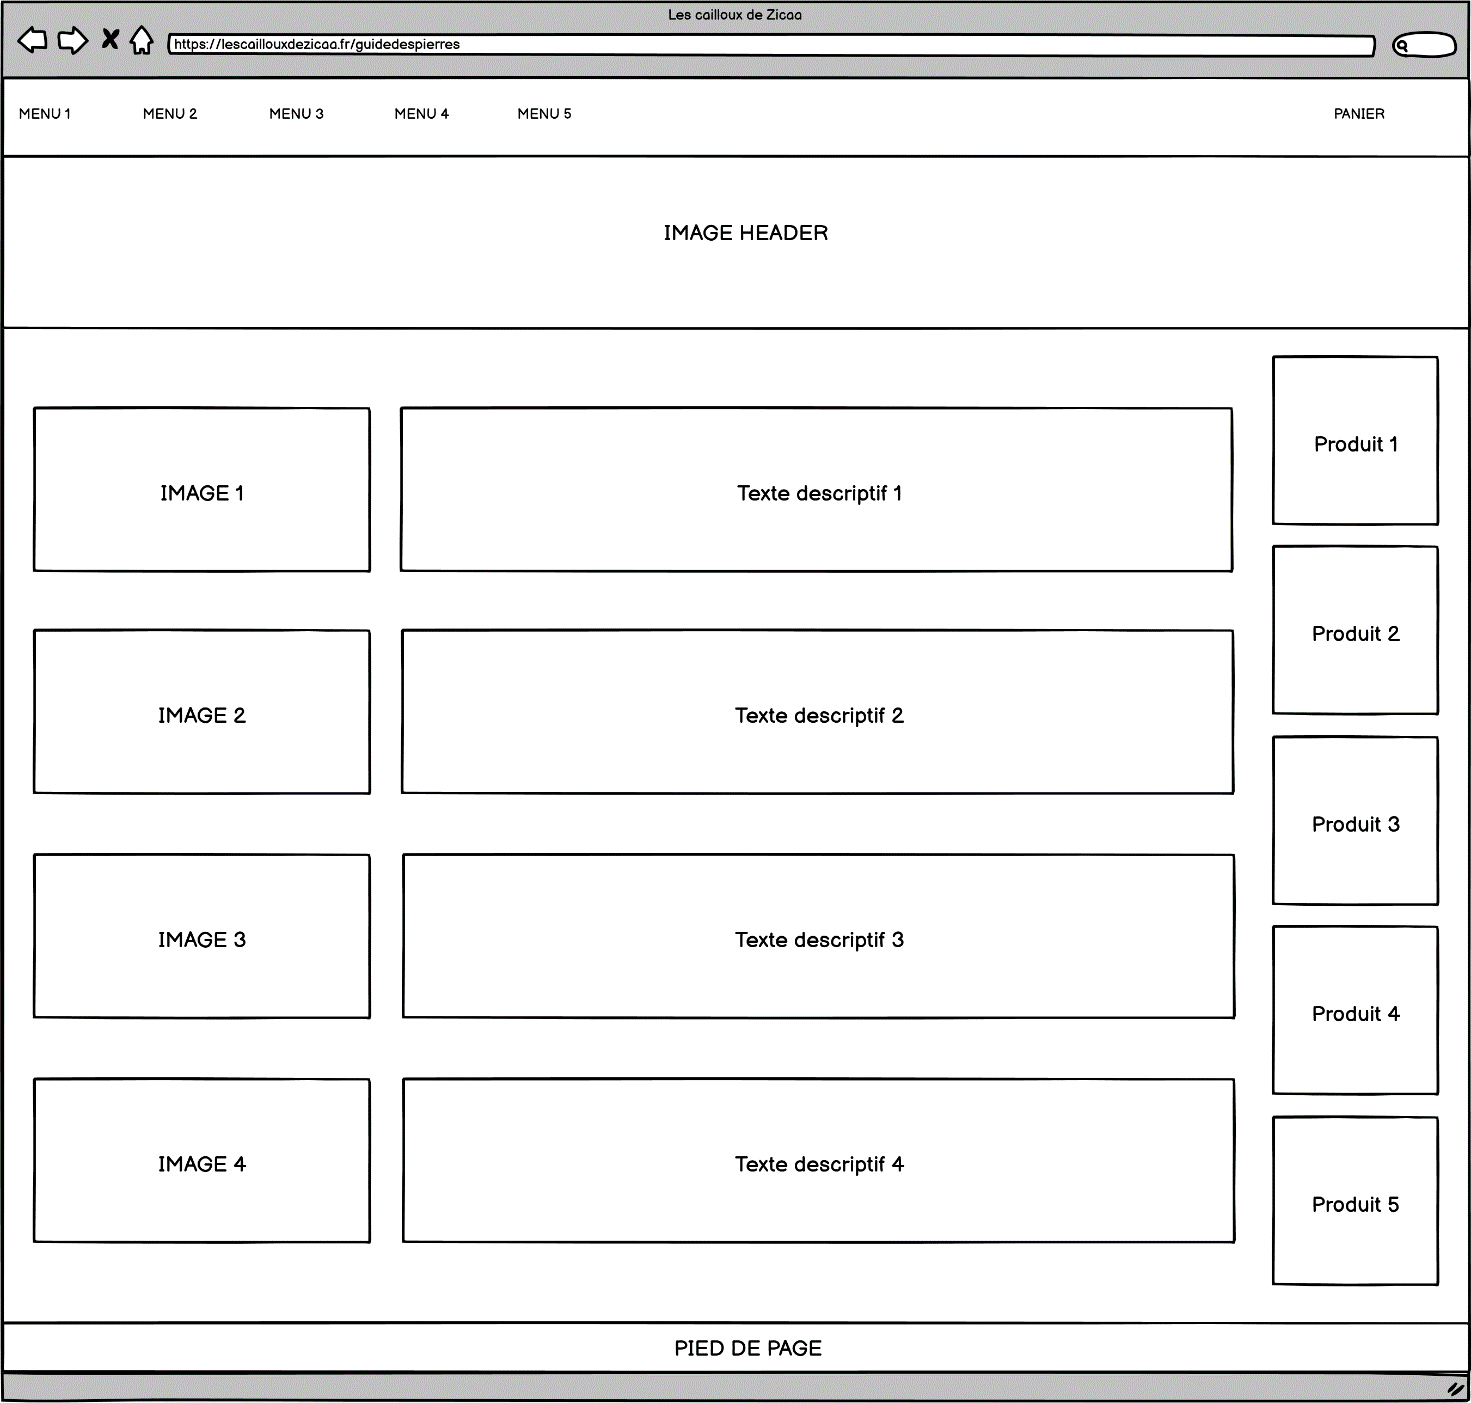 Les cailloux de Zicaa
https://lescaillouxdezicaa.fr/guidedespierres
MENU 1 MENU 2 MENU 3 MENU 4 MENU 5 PANIER
IMAGE HEADER
IMAGE 1 Texte descriptif 1
IMAGE 2 Texte descriptif 2
IMAGE 3 Texte descriptif 3
IMAGE 4 Texte descriptif 4
Produit 1
Produit 2
Produit 3
Produit 4
Produit 5
PIED DE PAGE